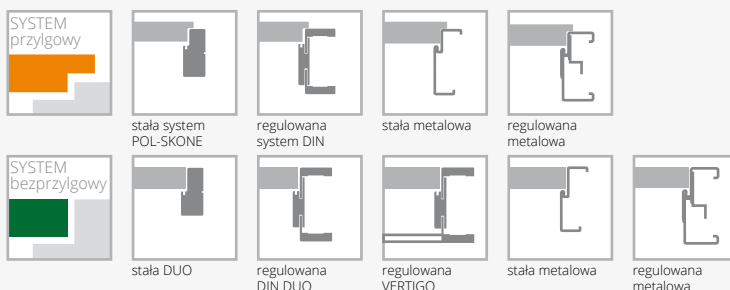 SYSTEM
przylgowy
stała system
POL-SKONE
regulowana
system DIN
stała metalowa
regulowana
metalowa
SYSTEM
bezprzylgowy
stała DUO
regulowana
DIN DUO
regulowana
VERTIGO
stała metalowa
regulowana
metalowa